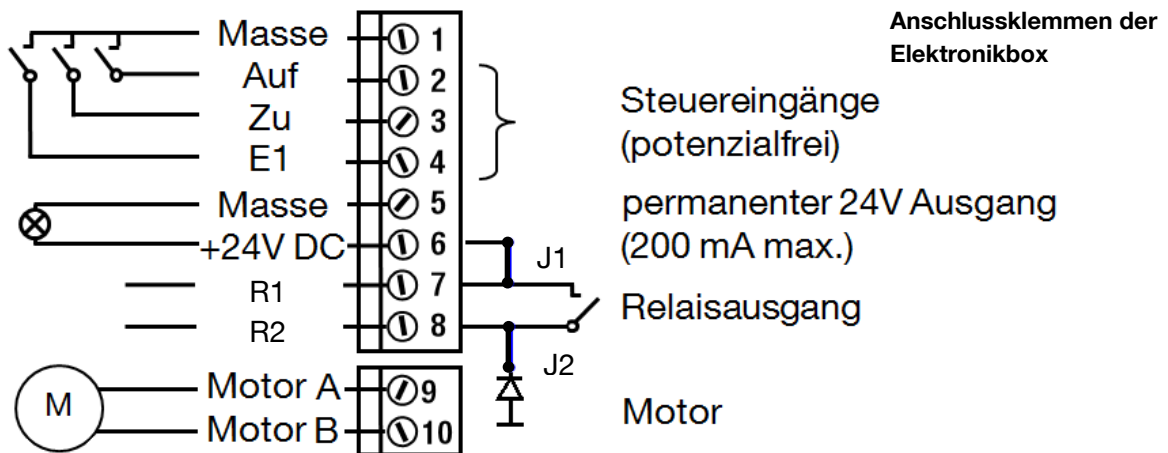 Anschlussklemmen der
Elektronikbox
Masse 1
Auf 2
Zu 3
E1 4
Steuereingänge
(potenzialfrei)
Masse 5
+24V DC 6
permanenter 24V Ausgang
(200 mA max.)
J1
R1 7
R2 8
Relaisausgang
J2
M
Motor A 9
Motor B 10
Motor